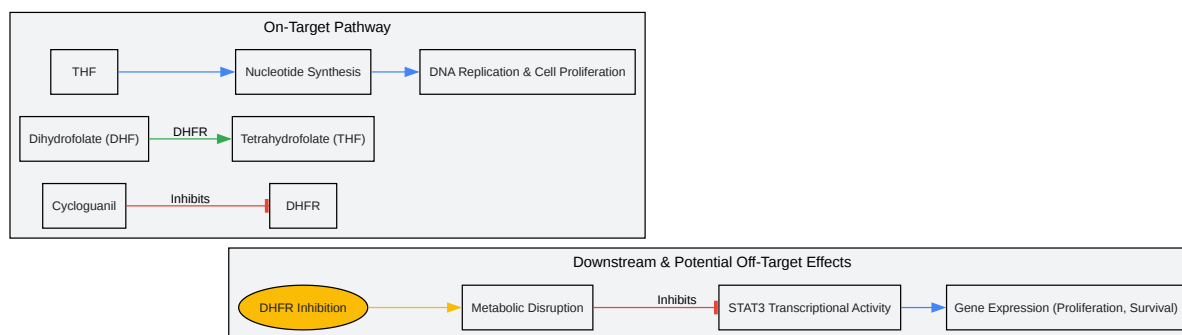 On-Target Pathway
THF
Nucleotide Synthesis
DNA Replication & Cell Proliferation
Dihydrofolate (DHF)
DHFR
Tetrahydrofolate (THF)
Cycloguanil
Inhibits
DHFR
Downstream & Potential Off-Target Effects
DHFR Inhibition
Metabolic Disruption
Inhibits
STAT3 Transcriptional Activity
Gene Expression (Proliferation, Survival)